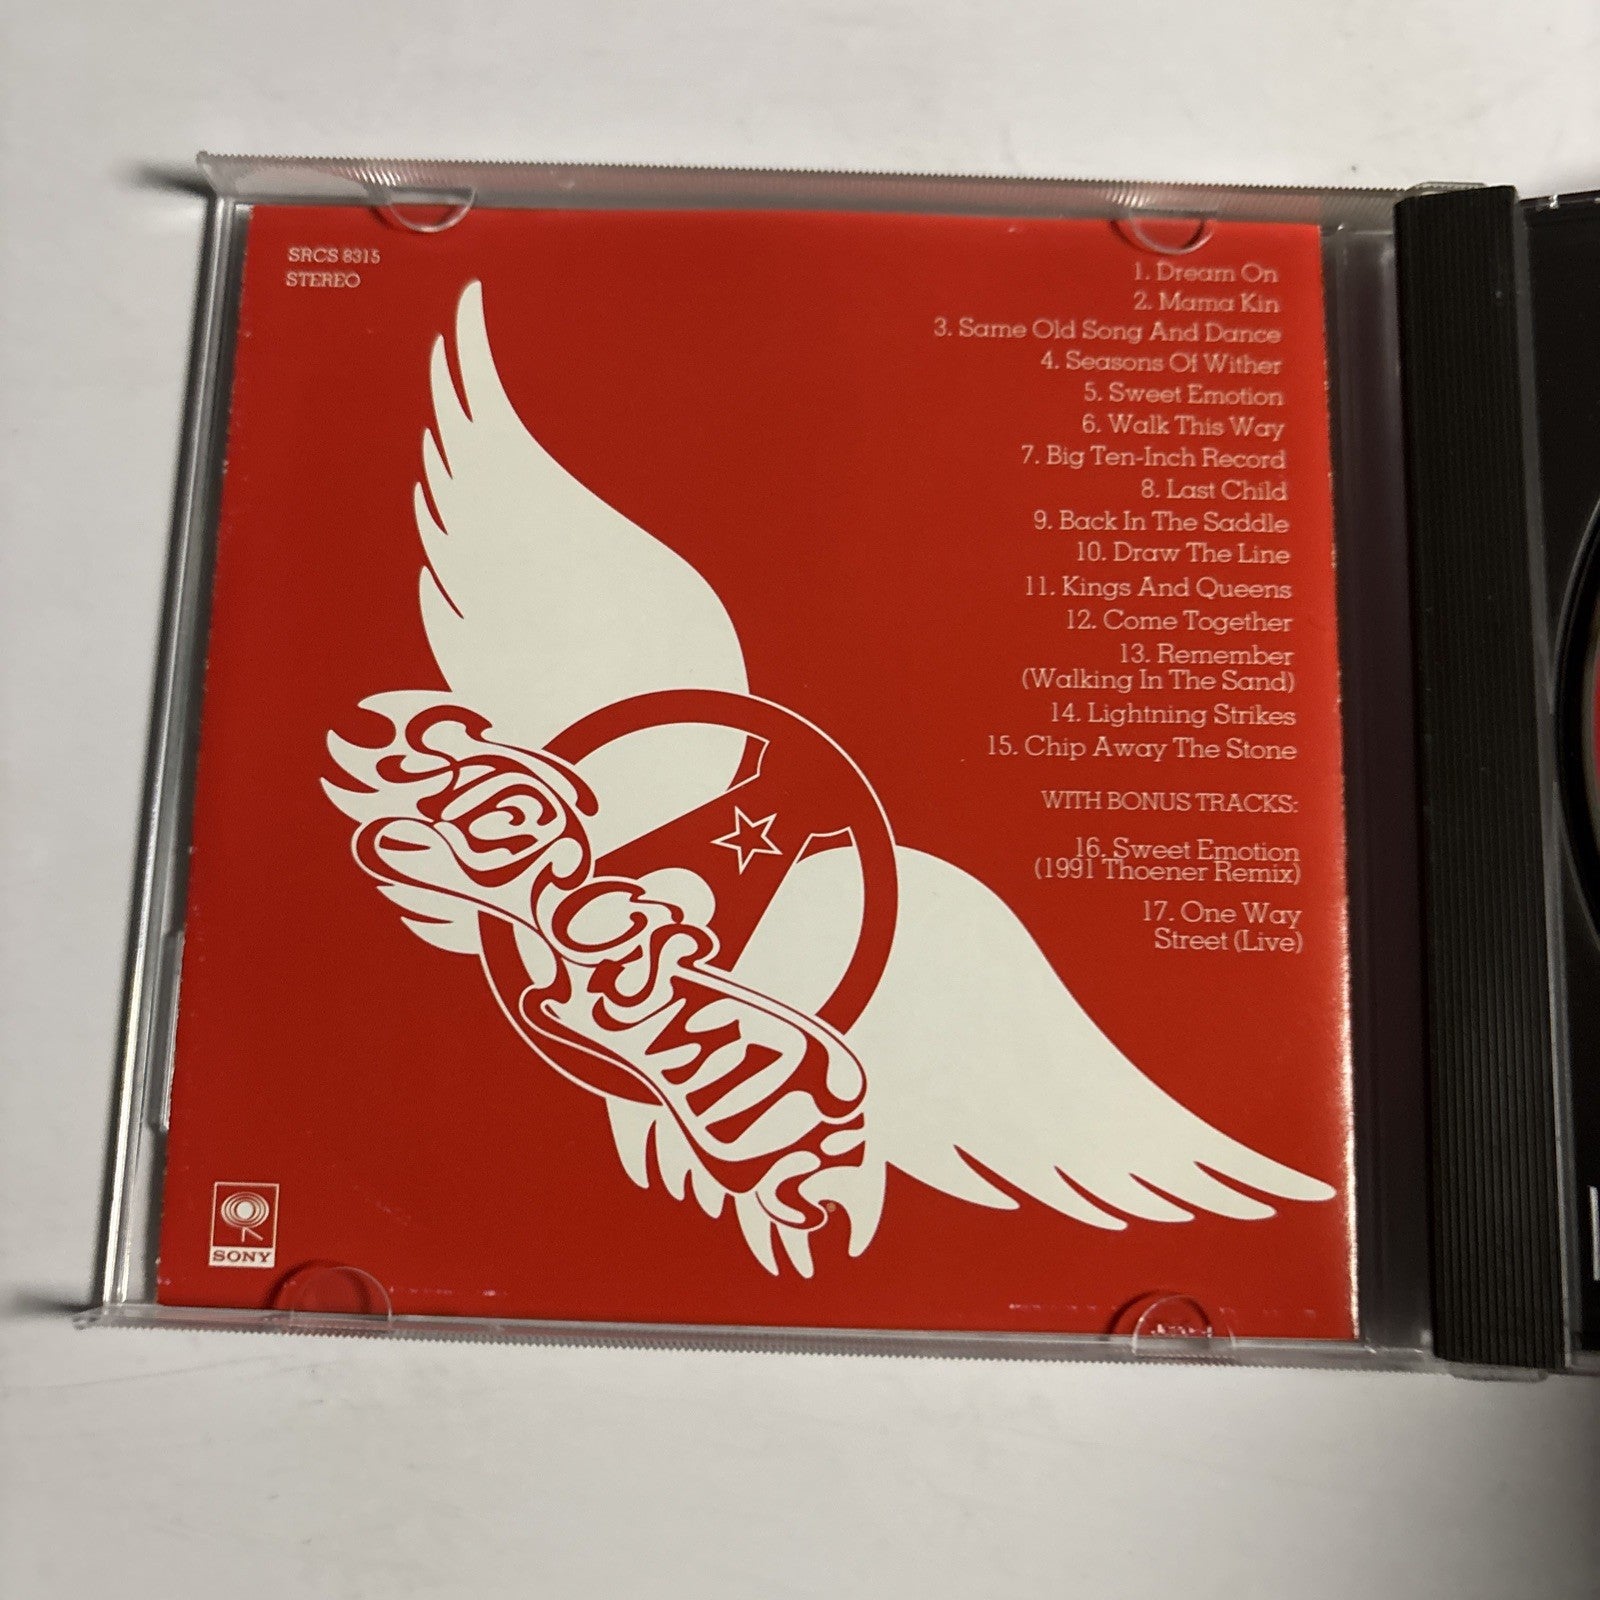 SRCS 8315
STEREO
1. Dream On
2. Mama Kin
3. Same Old Song And Dance
4. Seasons Of Wither
5. Sweet Emotion
6. Walk This Way
7. Big Ten-Inch Record
8. Last Child
9. Back In The Saddle
10. Draw The Line
11. Kings And Queens
12. Come Together
13. Remember
(Walking In The Sand)
14. Lightning Strikes
15. Chip Away The Stone
WITH BONUS TRACKS:
16. Sweet Emotion
(1991 Thoener Remix)
17. One Way
Street (Live)
AEROSMITH
®
SONY